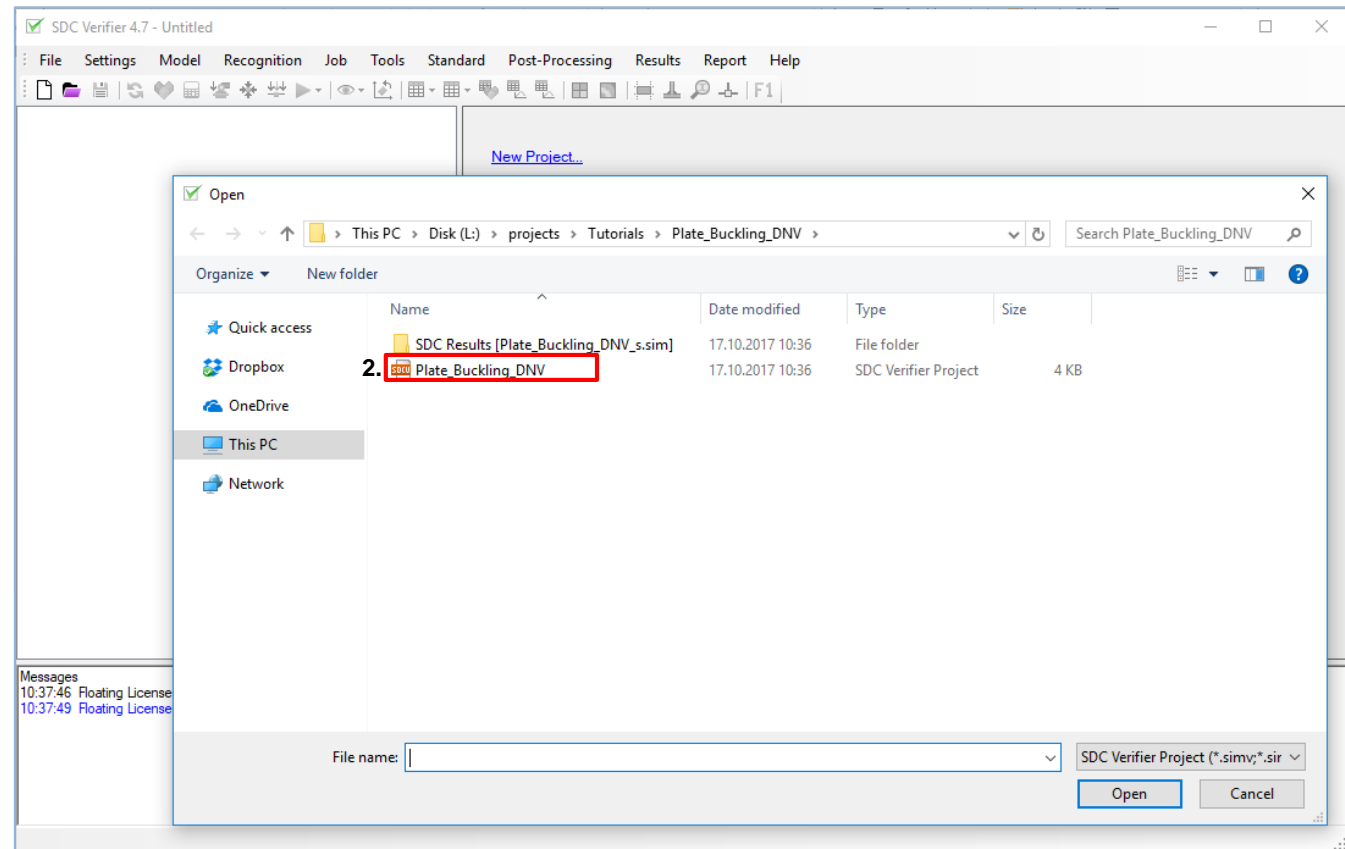 SDC Verifier 4.7 - Untitled
File Settings Model Recognition Job Tools Standard Post-Processing Results Report Help
F1
New Project...
Open
This PC > Disk (L:) > projects > Tutorials > Plate_Buckling_DNV >
Search Plate_Buckling_DNV
Organize New folder
Name Date modified Type Size
Quick access
SDC Results [Plate_Buckling_DNV_s.sim] 17.10.2017 10:36 File folder
Dropbox
2. Plate_Buckling_DNV 17.10.2017 10:36 SDC Verifier Project 4 KB
OneDrive
This PC
Network
Messages
10:37:46 Floating License
10:37:49 Floating License
File name:
SDC Verifier Project (*.simv;*.sir
Open Cancel